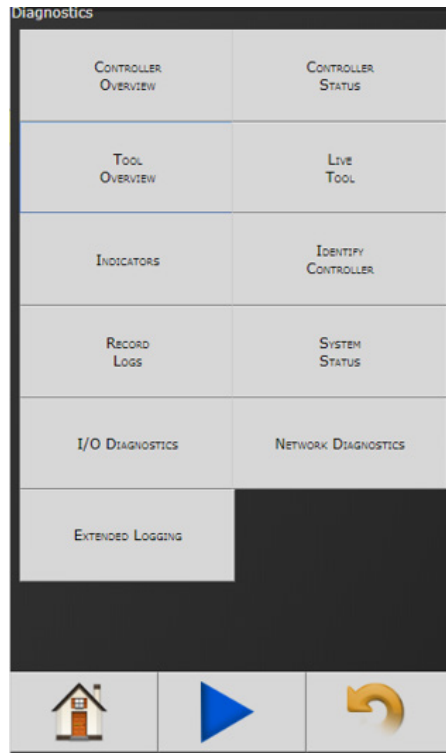 Diagnostics
Controller Overview
Controller Status
Tool Overview
Live Tool
Indicators
Identify Controller
Record Logs
System Status
I/O Diagnostics
Network Diagnostics
Extended Logging